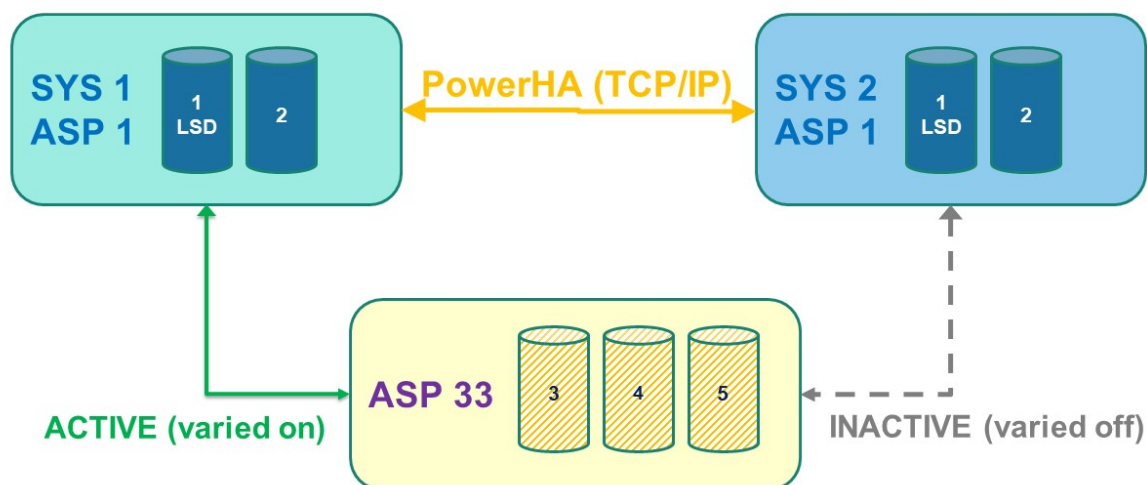 SYS 1
ASP 1
1
LSD
2
PowerHA (TCP/IP)
SYS 2
ASP 1
1
LSD
2
ASP 33
3
4
5
ACTIVE (varied on)
INACTIVE (varied off)